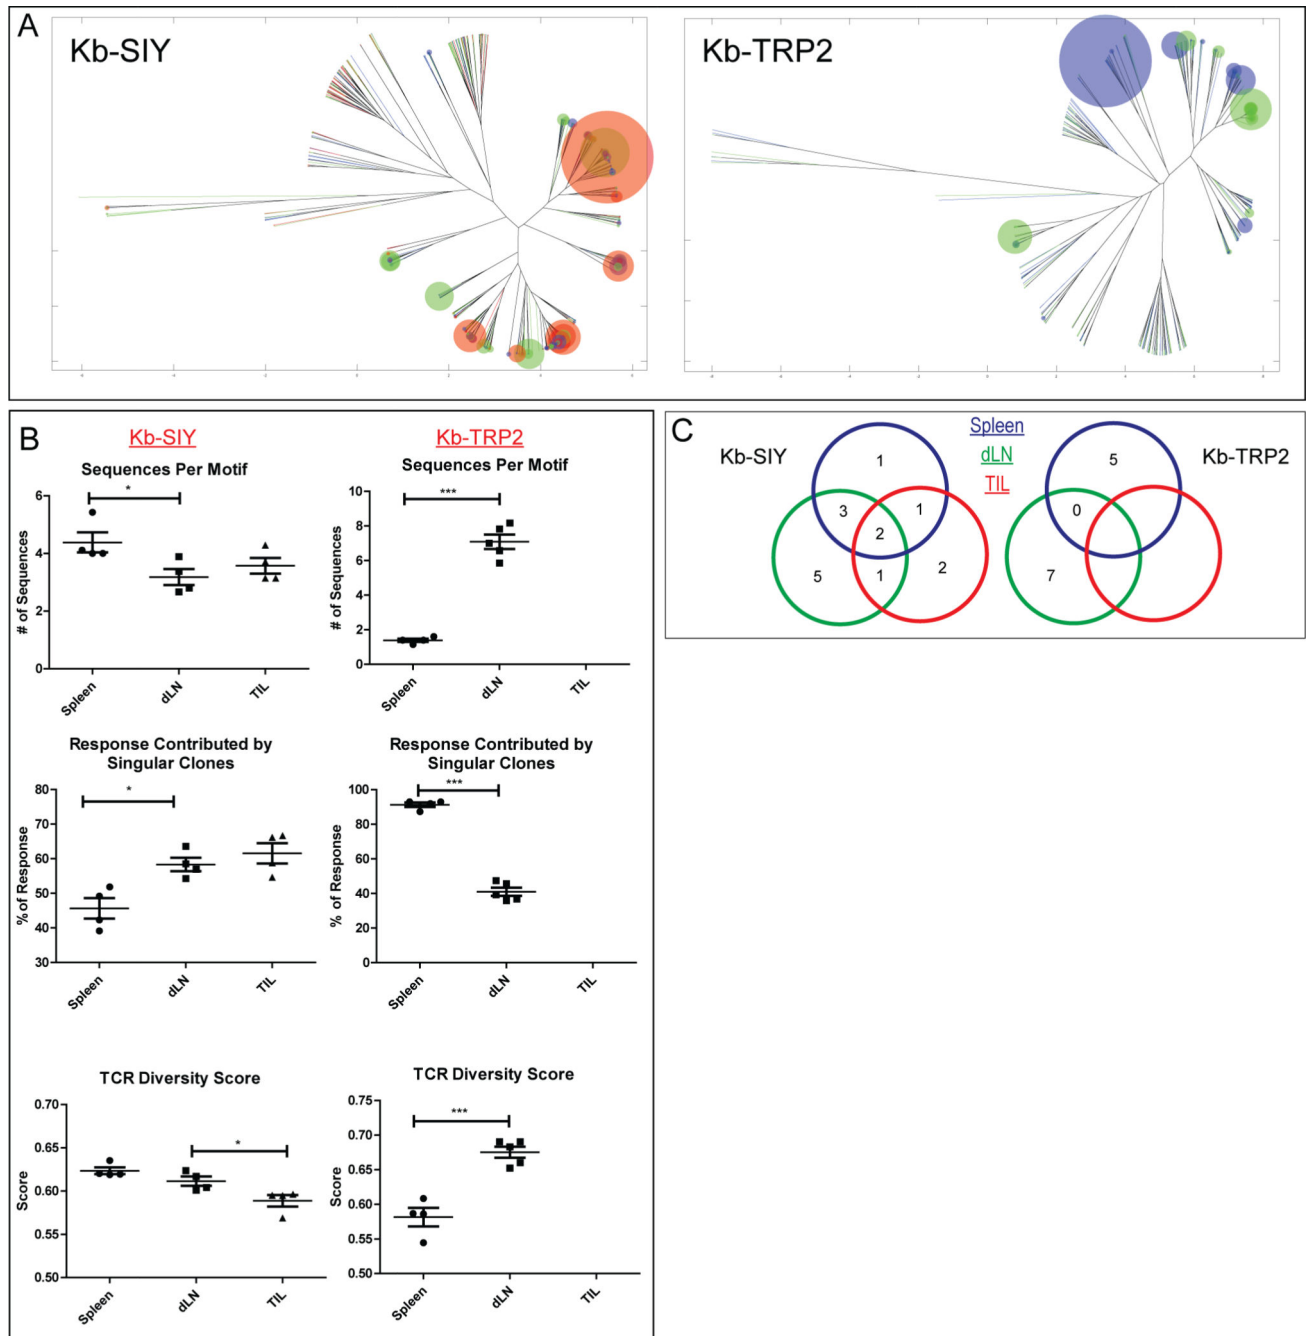 A
Kb-SIY
Kb-TRP2
B
Kb-SIY
Kb-TRP2
Sequences Per Motif
Sequences Per Motif
# of Sequences
6
4
2
0
*
Spleen
dLN
TIL
# of Sequences
10
8
6
4
2
0
***
Spleen
dLN
TIL
Response Contributed by
Singular Clones
Response Contributed by
Singular Clones
% of Response
80
70
60
50
40
30
*
Spleen
dLN
TIL
% of Response
100
80
60
40
20
0
***
Spleen
dLN
TIL
TCR Diversity Score
TCR Diversity Score
Score
0.70
0.65
0.60
0.55
0.50
*
Spleen
dLN
TIL
Score
0.75
0.70
0.65
0.60
0.55
0.50
***
Spleen
dLN
TIL
C
Kb-SIY
Spleen
dLN
TIL
Kb-TRP2
1
3
1
2
5
1
2
5
0
7